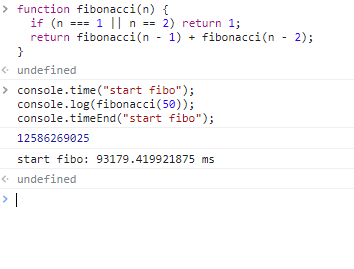 > function fibonacci(n) {
if (n === 1 || n == 2) return 1;
return fibonacci(n - 1) + fibonacci(n - 2);
}
undefined
> console.time("start fibo");
console.log(fibonacci(50));
console.timeEnd("start fibo");
12586269025
start fibo: 93179.419921875 ms
undefined
>